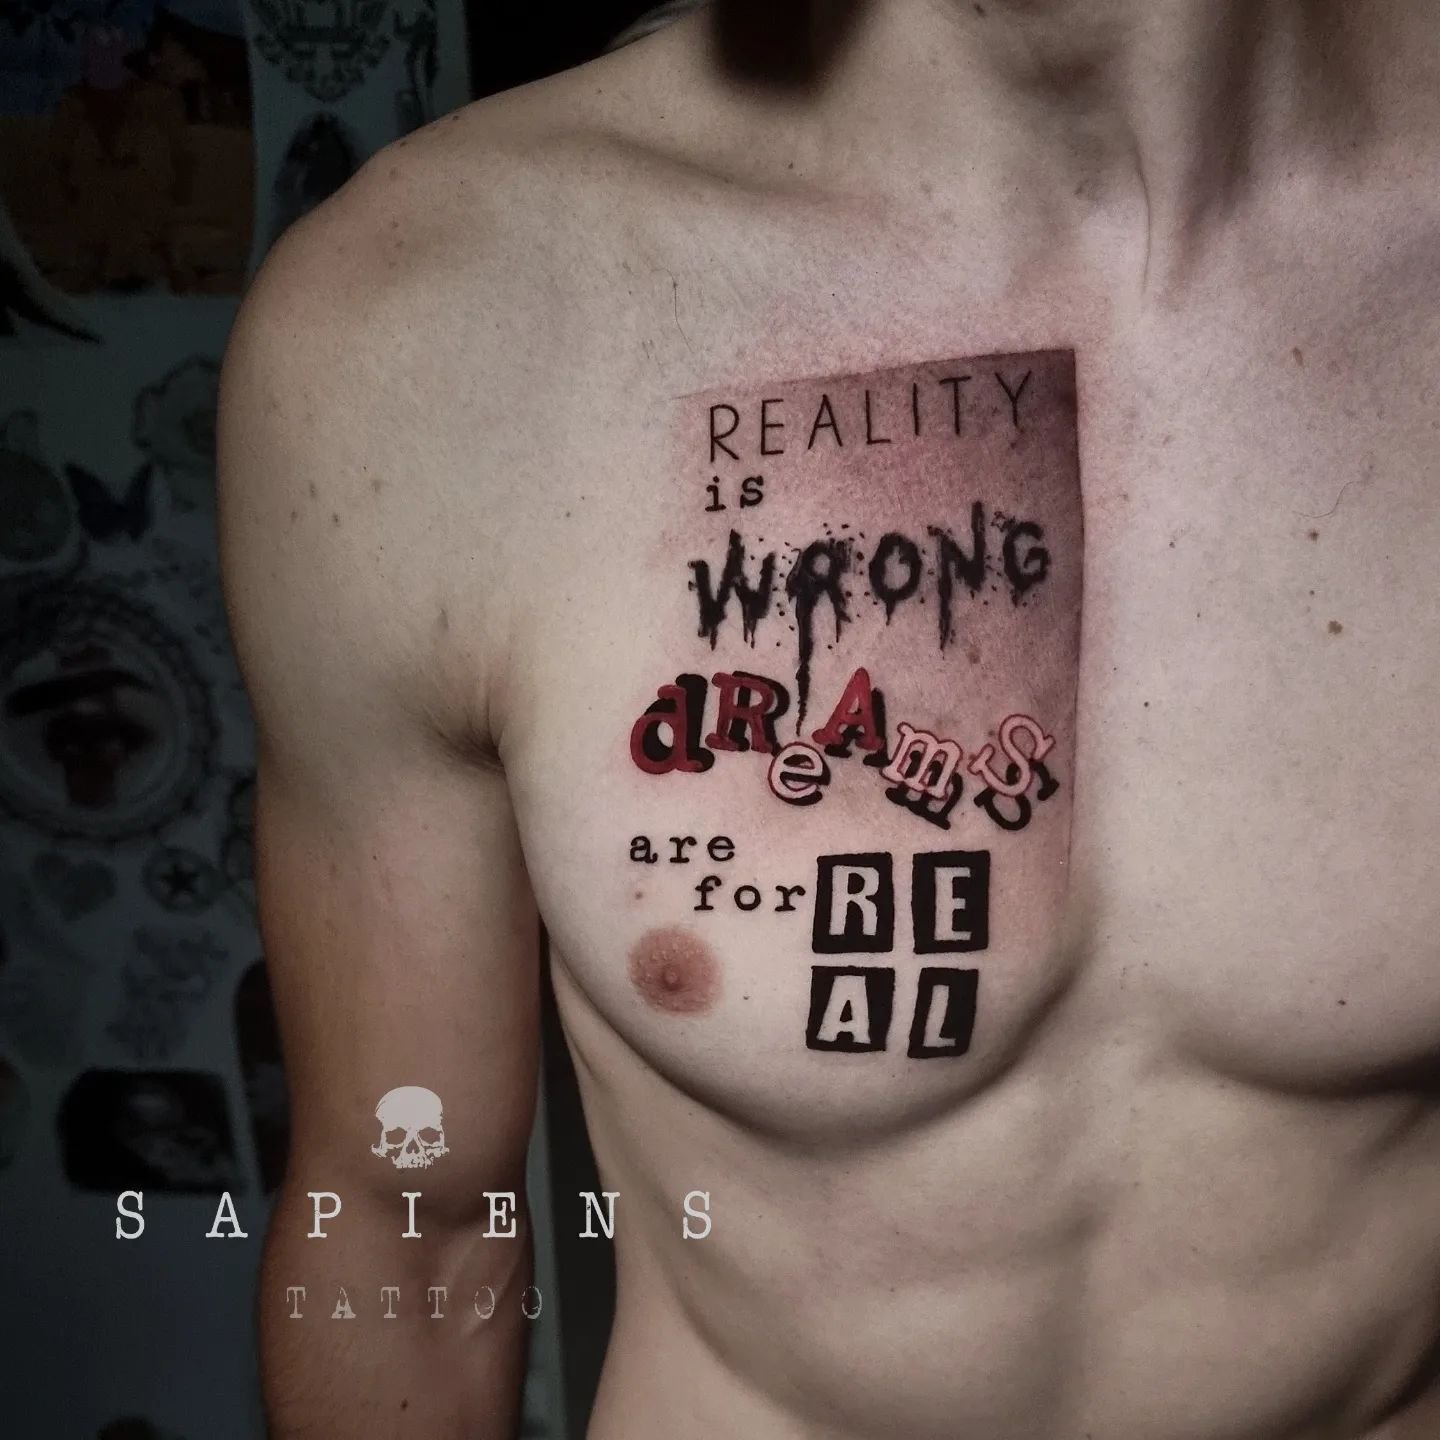 REALITY
is
WRONG
dReAmS
are
for RE
AL
SAPIENS
TATTOO